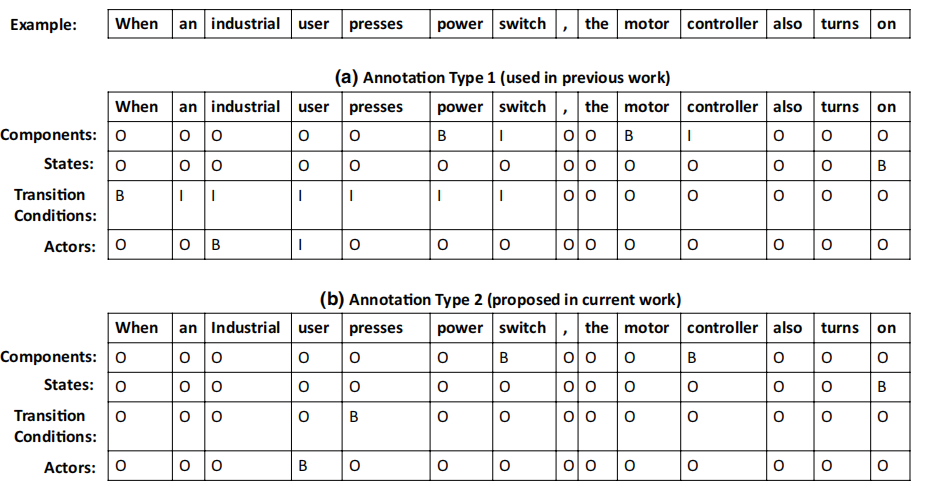 Example: When an industrial user presses power switch , the motor controller also turns on
(a) Annotation Type 1 (used in previous work)
When an industrial user presses power switch , the motor controller also turns on
Components: O O O O O B I O O B I O O O
States: O O O O O O O O O O O O O B
Transition Conditions: B I I I I I I O O O O O O O
Actors: O O B I O O O O O O O O O O
(b) Annotation Type 2 (proposed in current work)
When an Industrial user presses power switch , the motor controller also turns on
Components: O O O O O O B O O O B O O O
States: O O O O O O O O O O O O O B
Transition Conditions: O O O O B O O O O O O O O O
Actors: O O O B O O O O O O O O O O